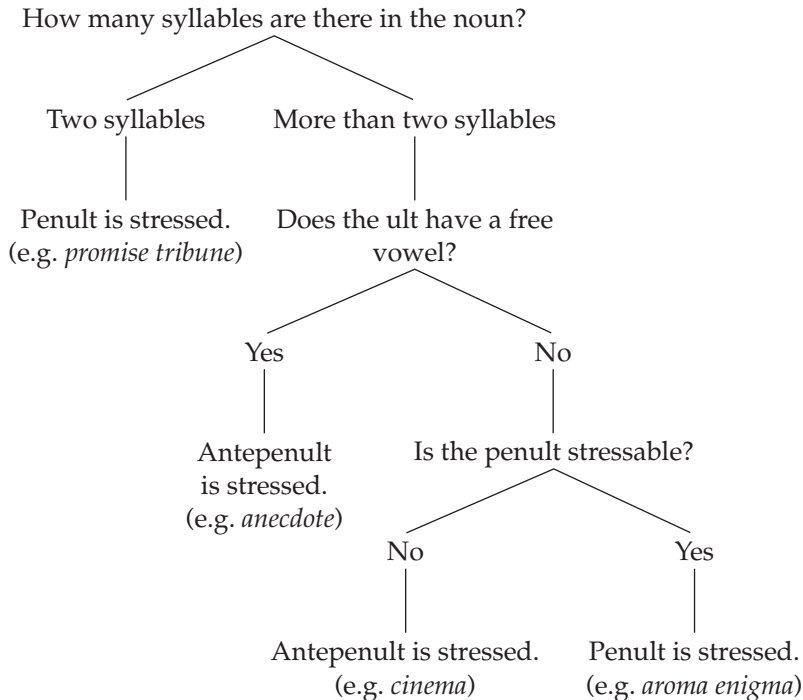 How many syllables are there in the noun?
Two syllables
More than two syllables
Penult is stressed.
(e.g. promise tribune)
Does the ult have a free
vowel?
Yes
No
Antepenult
is stressed.
(e.g. anecdote)
Is the penult stressable?
No
Yes
Antepenult is stressed.
(e.g. cinema)
Penult is stressed.
(e.g. aroma enigma)